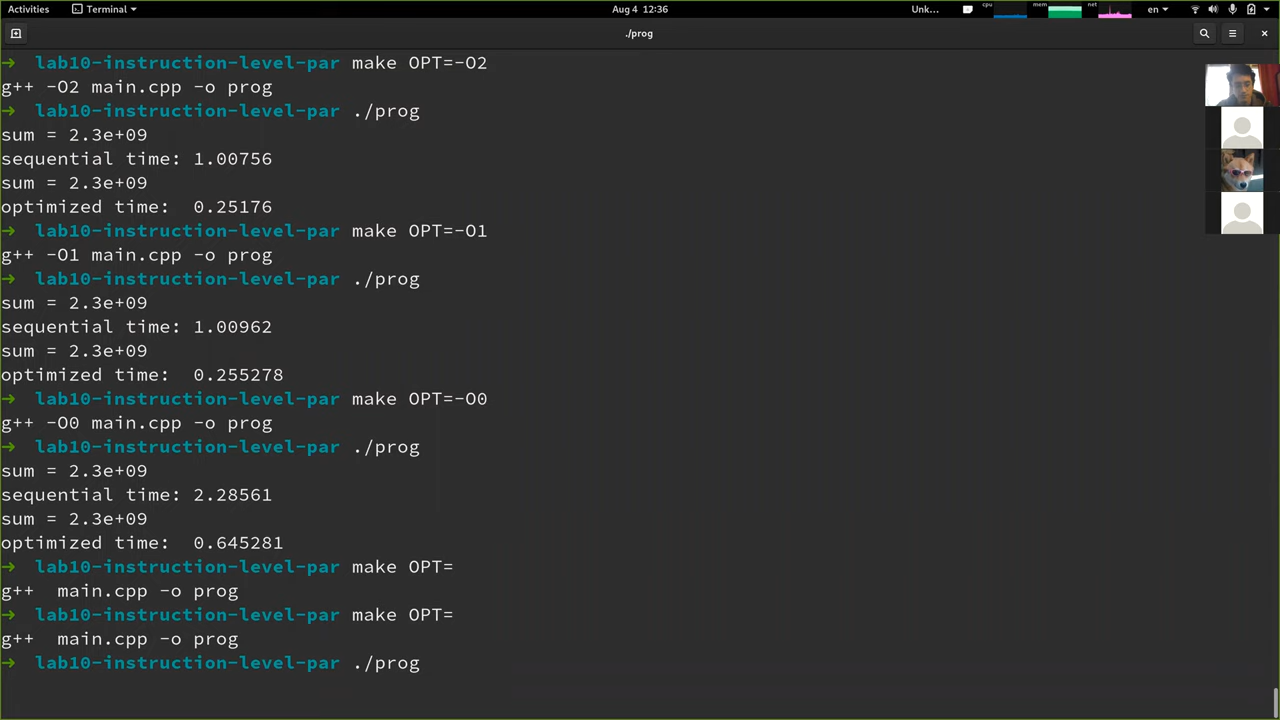 Activities Terminal Aug 4 12:36 Unk... cpu mem net en
./prog
→ lab10-instruction-level-par make OPT=-O2
g++ -O2 main.cpp -o prog
→ lab10-instruction-level-par ./prog
sum = 2.3e+09
sequential time: 1.00756
sum = 2.3e+09
optimized time:  0.25176
→ lab10-instruction-level-par make OPT=-O1
g++ -O1 main.cpp -o prog
→ lab10-instruction-level-par ./prog
sum = 2.3e+09
sequential time: 1.00962
sum = 2.3e+09
optimized time:  0.255278
→ lab10-instruction-level-par make OPT=-O0
g++ -O0 main.cpp -o prog
→ lab10-instruction-level-par ./prog
sum = 2.3e+09
sequential time: 2.28561
sum = 2.3e+09
optimized time:  0.645281
→ lab10-instruction-level-par make OPT=
g++  main.cpp -o prog
→ lab10-instruction-level-par make OPT=
g++  main.cpp -o prog
→ lab10-instruction-level-par ./prog